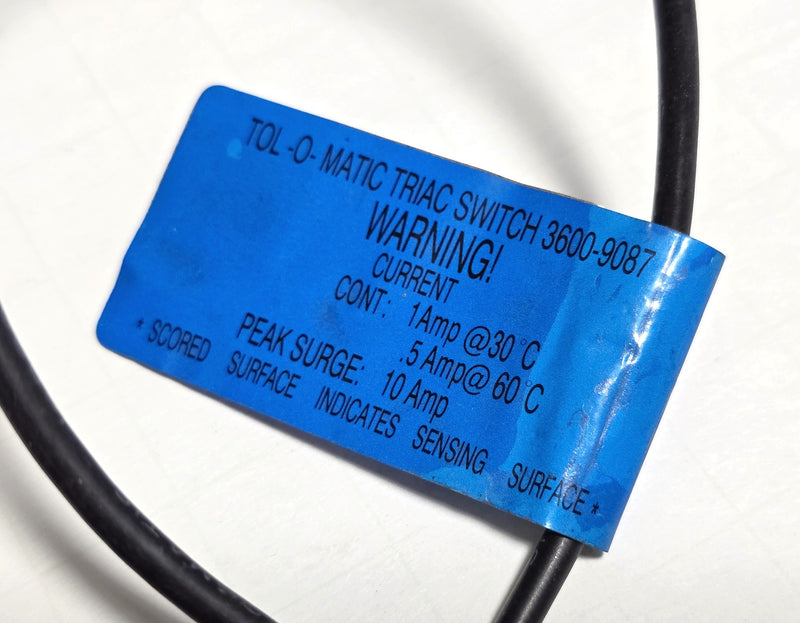 TOL -O- MATIC TRIAC SWITCH 3600-9087
WARNING!
CURRENT
CONT: 1Amp @30°C
.5 Amp@ 60°C
PEAK SURGE: 10 Amp
* SCORED SURFACE INDICATES SENSING SURFACE *